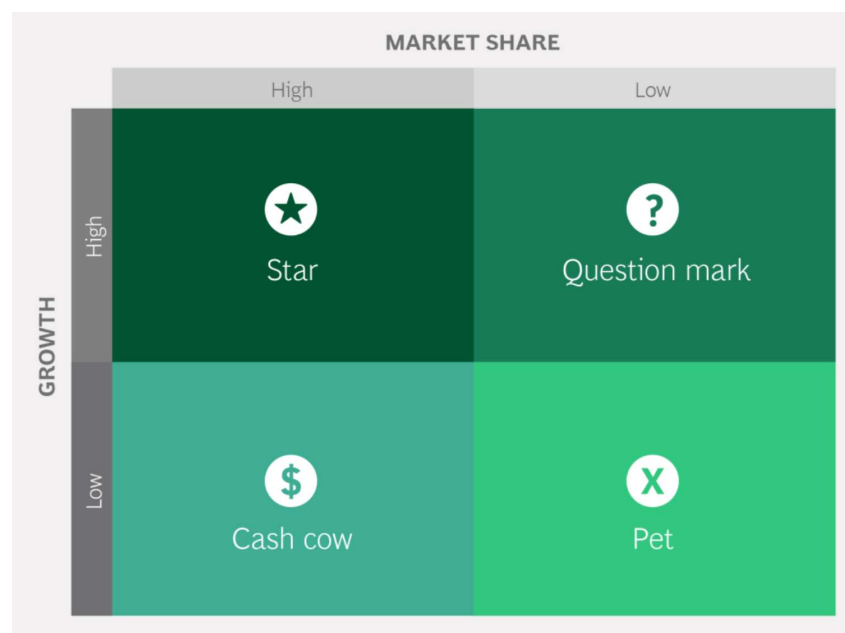 MARKET SHARE
High Low
GROWTH
High
★ ?
Star Question mark
Low
$ X
Cash cow Pet